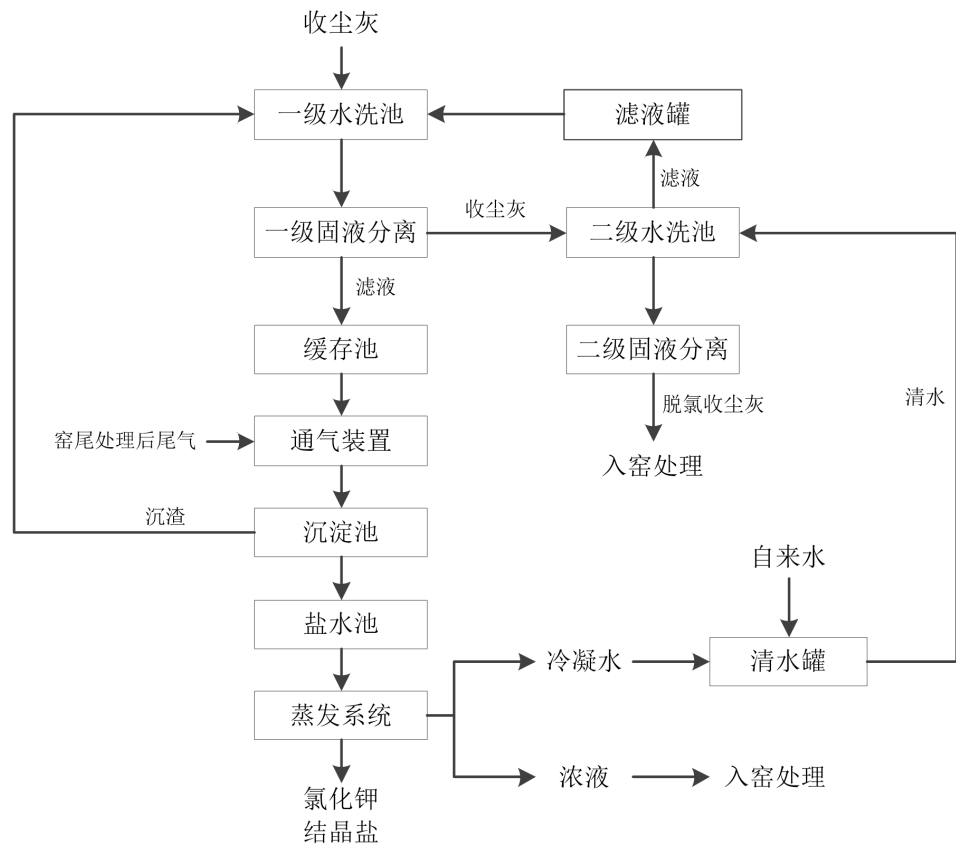 收尘灰
一级水洗池
滤液罐
滤液
收尘灰
一级固液分离
二级水洗池
滤液
缓存池
二级固液分离
清水
脱氯收尘灰
窑尾处理后尾气
通气装置
入窑处理
沉渣
沉淀池
自来水
盐水池
冷凝水
清水罐
蒸发系统
浓液
入窑处理
氯化钾
结晶盐